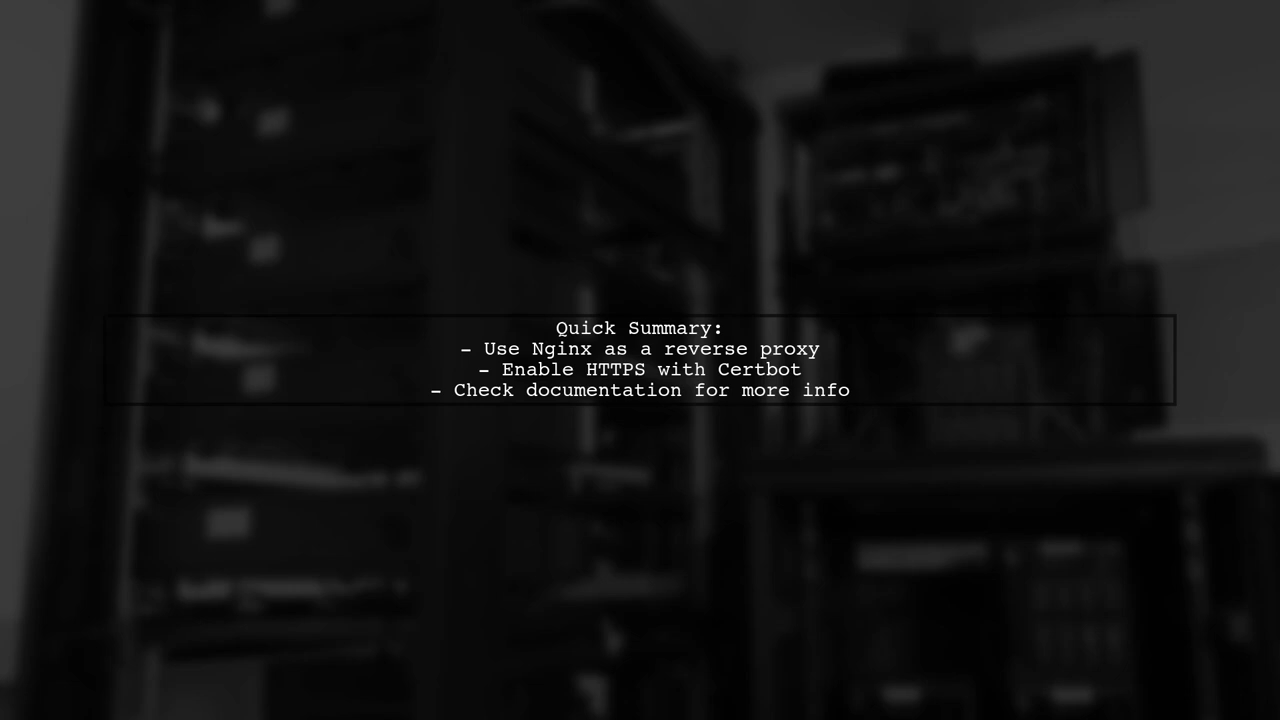 Quick Summary:
- Use Nginx as a reverse proxy
- Enable HTTPS with Certbot
- Check documentation for more info